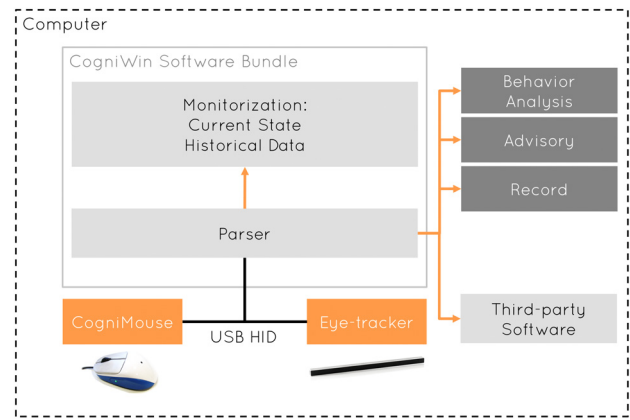 Computer
CogniWin Software Bundle
Monitorization:
Current State
Historical Data
Parser
CogniMouse
USB HID
Eye-tracker
Behavior
Analysis
Advisory
Record
Third-party
Software